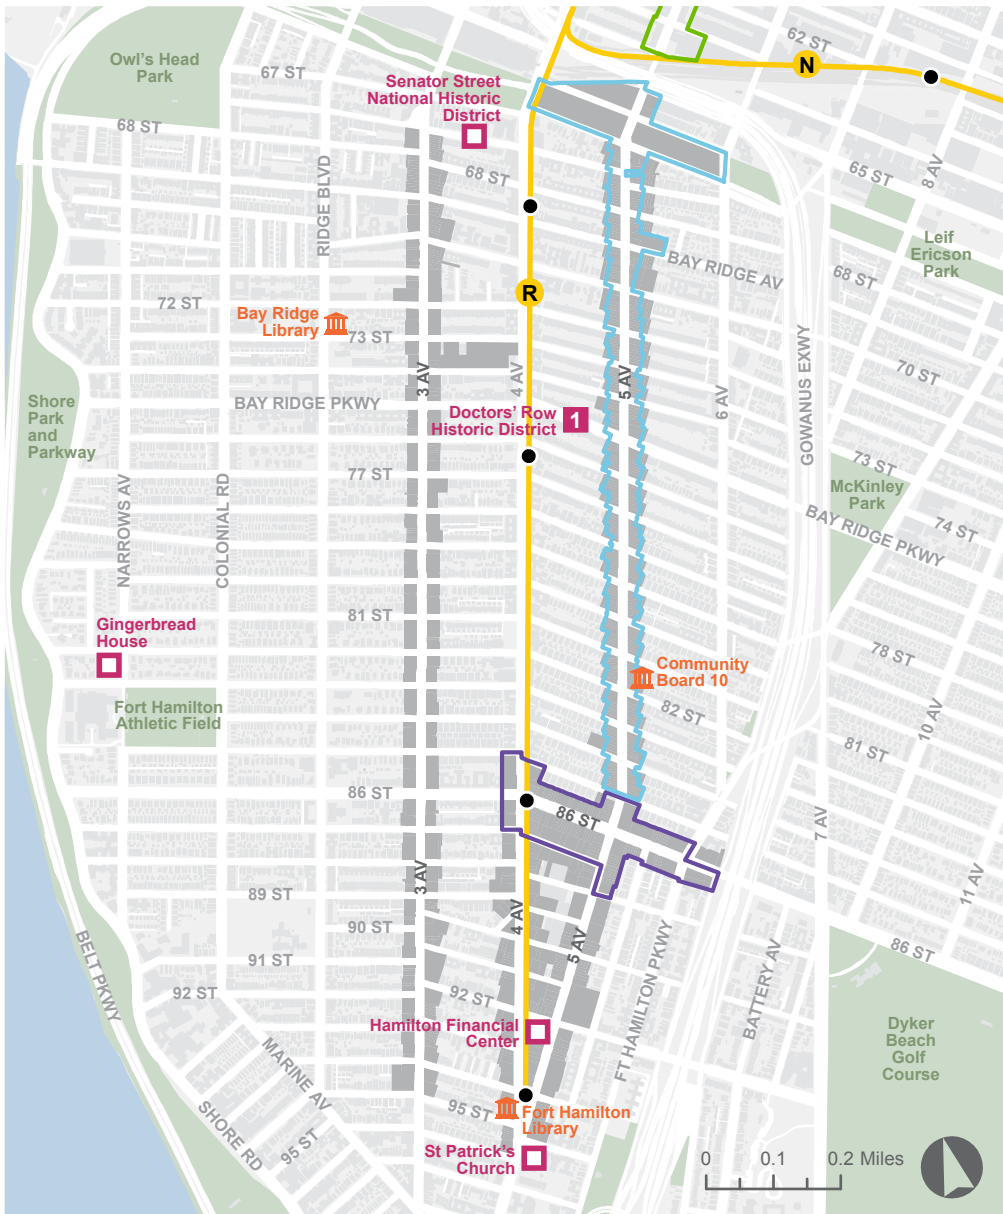 62 ST
N
Owl's Head
Park
67 ST
Senator Street
National Historic
District
68 ST
68 ST
65 ST
8 AV
RIDGE BLVD
Leif
Ericson
Park
BAY RIDGE AV
68 ST
R
72 ST
Bay Ridge
Library
73 ST
GOWANUS EXWY
70 ST
3 AV
4 AV
5 AV
6 AV
Shore
Park
and
Parkway
BAY RIDGE PKWY
Doctors' Row
Historic District
1
73 ST
77 ST
McKinley
Park
74 ST
BAY RIDGE PKWY
NARROWS AV
COLONIAL RD
81 ST
Gingerbread
House
78 ST
Community
Board 10
82 ST
Fort Hamilton
Athletic Field
10 AV
81 ST
86 ST
86 ST
7 AV
3 AV
89 ST
11 AV
4 AV
90 ST
5 AV
86 ST
BELT PKWY
91 ST
FT HAMILTON PKWY
BATTERY AV
92 ST
92 ST
Hamilton Financial
Center
Dyker
Beach
Golf
Course
MARINE AV
95 ST
Fort Hamilton
Library
SHORE RD
95 ST
St Patrick's
Church
0 0.1 0.2 Miles